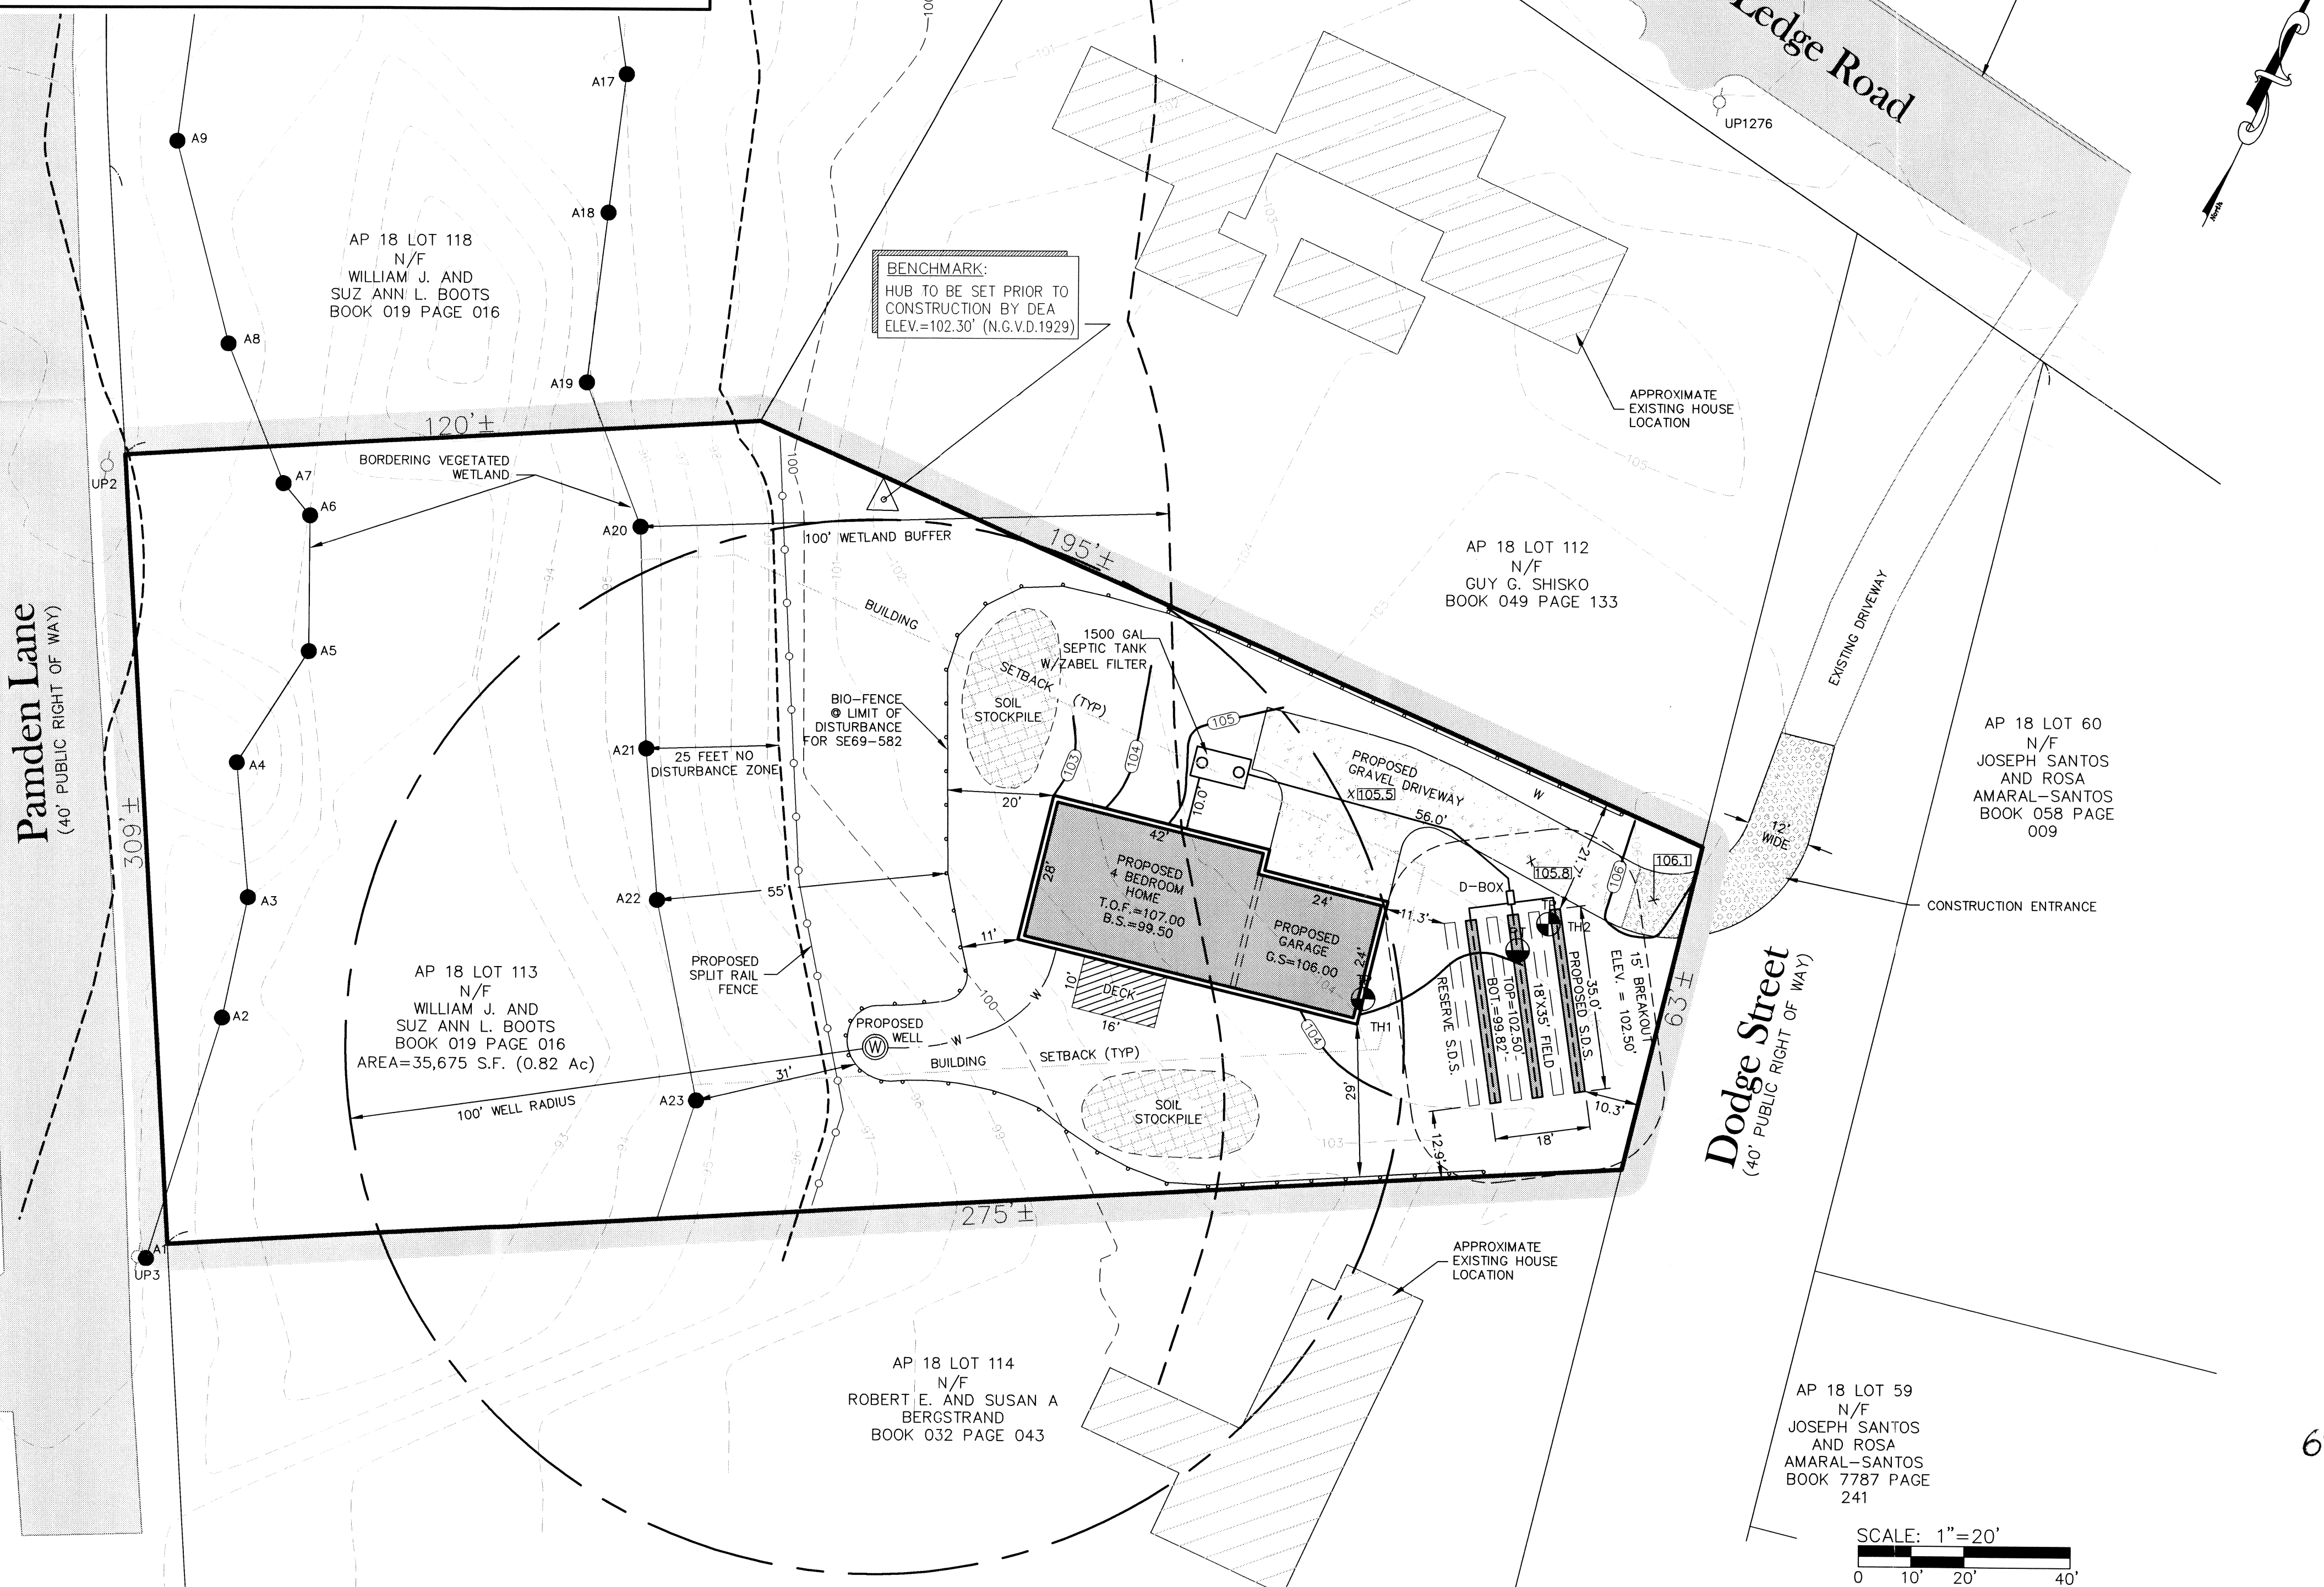 Ledge Road
UP1276
North
A17
A9
A18
AP 18 LOT 118
N/F
WILLIAM J. AND
SUZ ANN L. BOOTS
BOOK 019 PAGE 016
BENCHMARK:
HUB TO BE SET PRIOR TO
CONSTRUCTION BY DEA
ELEV.=102.30' (N.G.V.D.1929)
A8
A19
APPROXIMATE
EXISTING HOUSE
LOCATION
120'±
BORDERING VEGETATED
WETLAND
UP2
A7
A6
A20
100' WETLAND BUFFER
195'±
AP 18 LOT 112
N/F
GUY G. SHISKO
BOOK 049 PAGE 133
EXISTING DRIVEWAY
Pamden Lane
(40' PUBLIC RIGHT OF WAY)
309'±
A5
A4
A3
A2
A1
UP3
A21
25 FEET NO
DISTURBANCE ZONE
BUILDING
SETBACK (TYP)
1500 GAL
SEPTIC TANK
W/ZABEL FILTER
SOIL
STOCKPILE
BIO-FENCE
@ LIMIT OF
DISTURBANCE
FOR SE69-582
103
104
105
20'
10.0'
PROPOSED
GRAVEL DRIVEWAY
X 105.5
56.0'
W
AP 18 LOT 60
N/F
JOSEPH SANTOS
AND ROSA
AMARAL-SANTOS
BOOK 058 PAGE
009
12'
WIDE
CONSTRUCTION ENTRANCE
42'
28'
PROPOSED
4 BEDROOM
HOME
T.O.F.=107.00
B.S.=99.50
24'
24'
PROPOSED
GARAGE
G.S=106.00
11.3'
D-BOX
105.8
21.7'
106
106.1
TH2
TH1
A22
55'
11'
PROPOSED
SPLIT RAIL
FENCE
10'
DECK
16'
100
RESERVE S.D.S.
BOT.=99.82'
TOP=102.50'
18'X35' FIELD
PROPOSED S.D.S.
35.0'
15' BREAKOUT
ELEV. = 102.50'
63'±
Dodge Street
(40' PUBLIC RIGHT OF WAY)
AP 18 LOT 113
N/F
WILLIAM J. AND
SUZ ANN L. BOOTS
BOOK 019 PAGE 016
AREA=35,675 S.F. (0.82 Ac)
PROPOSED
WELL
W
W
W
BUILDING
SETBACK (TYP)
104
A23
31'
100' WELL RADIUS
SOIL
STOCKPILE
29'
103
12.9'
18'
10.3'
275'±
APPROXIMATE
EXISTING HOUSE
LOCATION
AP 18 LOT 114
N/F
ROBERT E. AND SUSAN A
BERGSTRAND
BOOK 032 PAGE 043
AP 18 LOT 59
N/F
JOSEPH SANTOS
AND ROSA
AMARAL-SANTOS
BOOK 7787 PAGE
241
6
SCALE: 1"=20'
0 10' 20' 40'